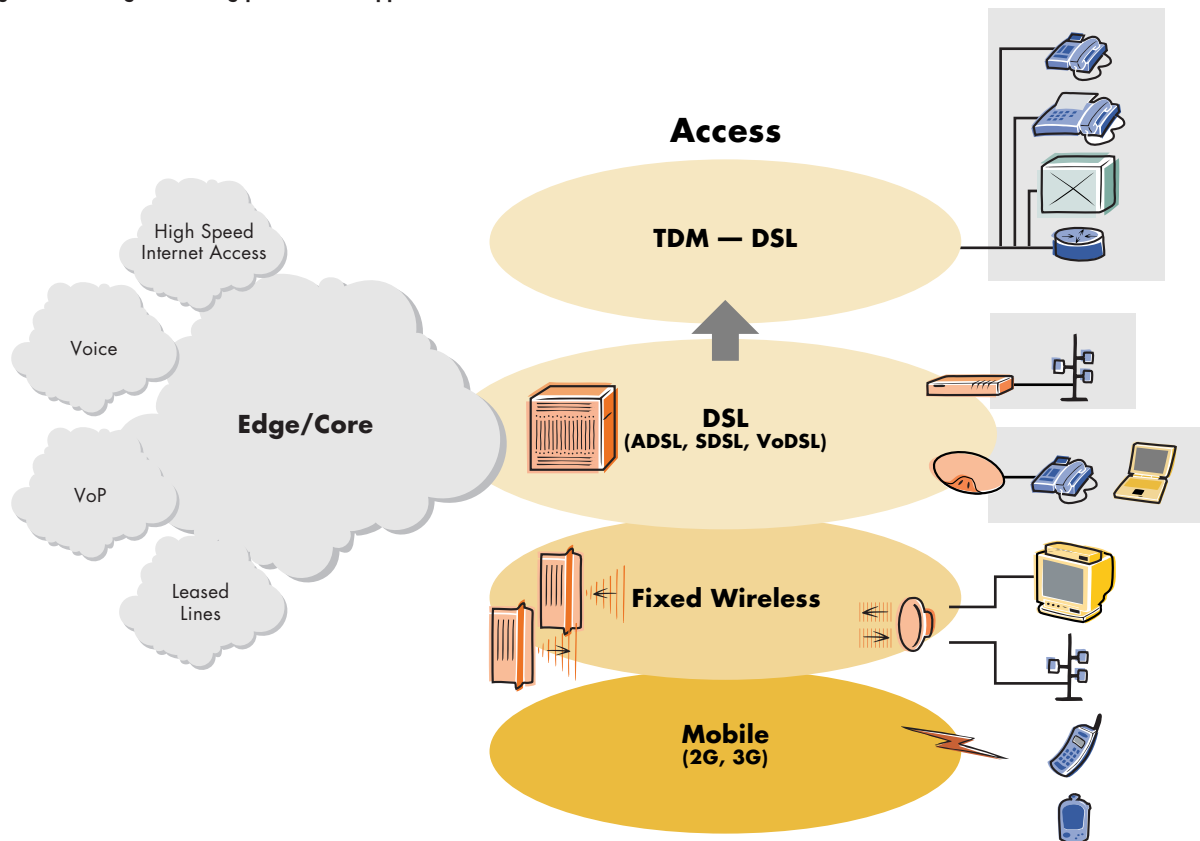 Access
TDM — DSL
High Speed
Internet Access
Voice
Edge/Core
VoP
Leased
Lines
DSL
(ADSL, SDSL, VoDSL)
Fixed Wireless
Mobile
(2G, 3G)